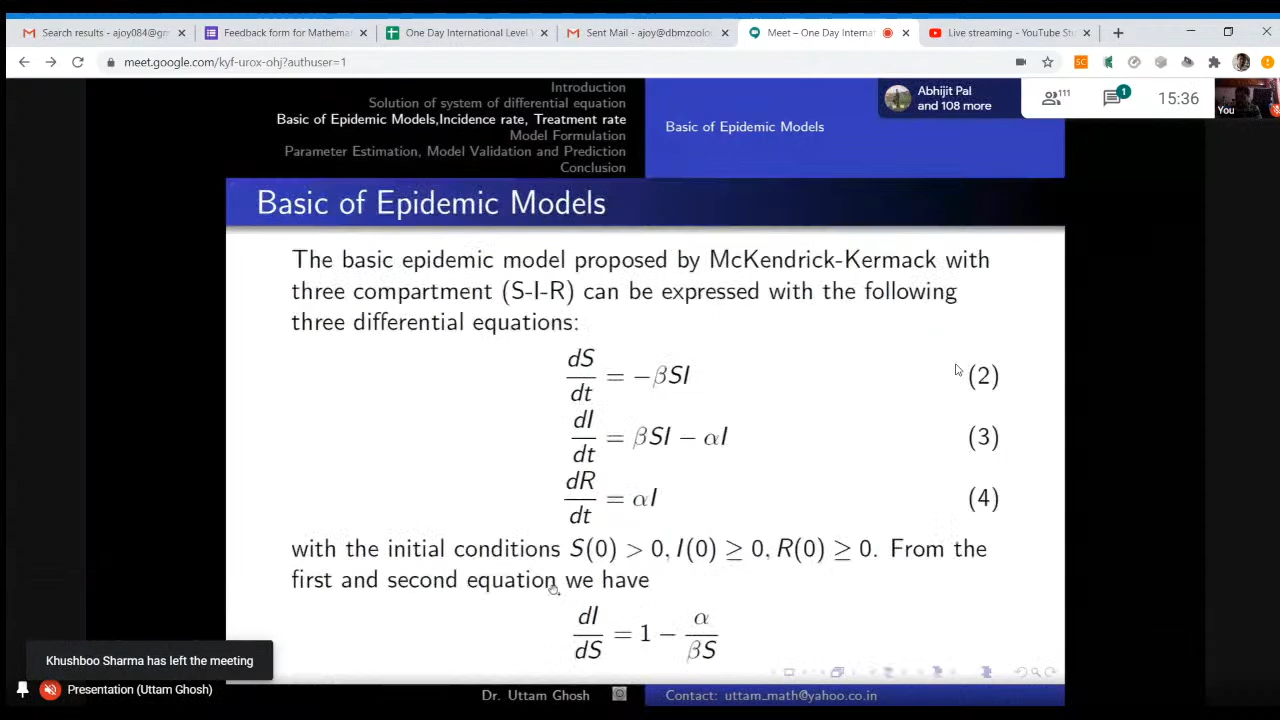 Search results - ajoy084@gm
Feedback form for Mathema
One Day International Level
Sent Mail - ajoy@dbmzoolo
Meet – One Day Interna
Live streaming - YouTube St
meet.google.com/kyf-urox-ohj?authuser=1
Introduction
Solution of system of differential equation
Basic of Epidemic Models,Incidence rate, Treatment rate
Model Formulation
Parameter Estimation, Model Validation and Prediction
Conclusion
Basic of Epidemic Models
Abhijit Pal
and 108 more
111
1
15:36
You
Basic of Epidemic Models
The basic epidemic model proposed by McKendrick-Kermack with
three compartment (S-I-R) can be expressed with the following
three differential equations:
dS/dt = −βSI (2)
dI/dt = βSI − αI (3)
dR/dt = αI (4)
with the initial conditions S(0) > 0, I(0) ≥ 0, R(0) ≥ 0. From the
first and second equation we have
dI/dS = 1 − α/βS
Khushboo Sharma has left the meeting
Presentation (Uttam Ghosh)
Dr. Uttam Ghosh
Contact: uttam_math@yahoo.co.in